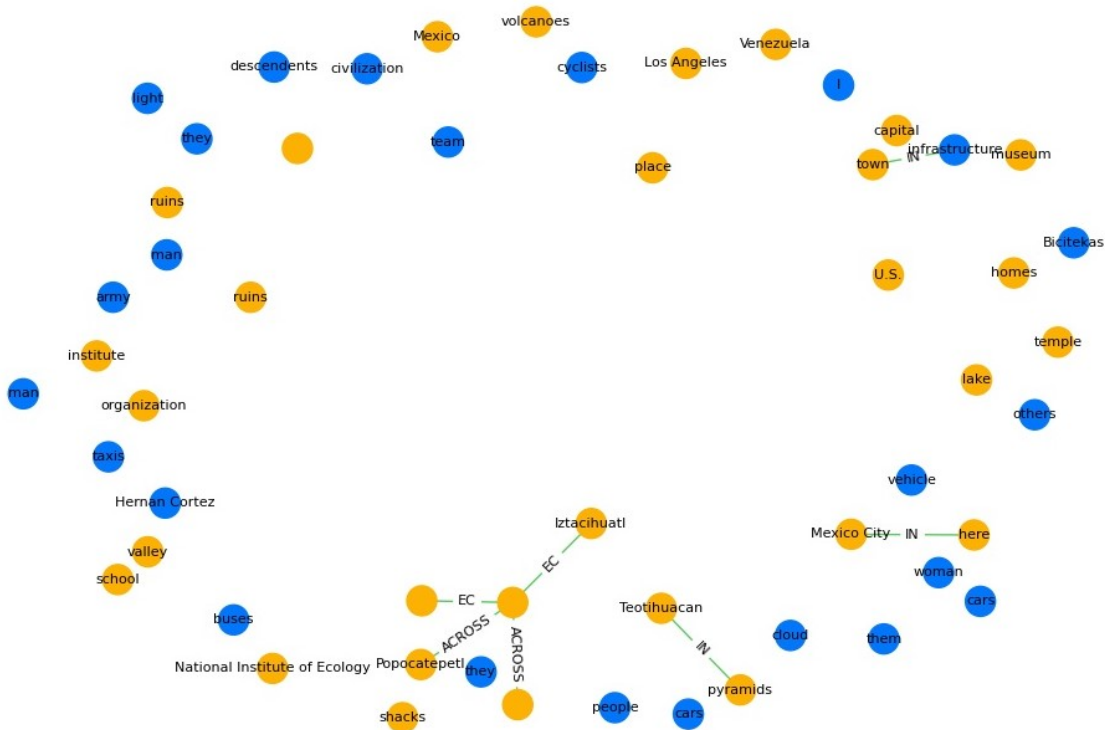 volcanoes
Mexico
Venezuela
descendents
civilization
cyclists
Los Angeles
I
light
they
team
capital
infrastructure
museum
town
IN
place
ruins
man
Bicitekas
army
ruins
U.S.
homes
institute
temple
man
organization
lake
others
taxis
vehicle
Hernan Cortez
Iztacihuatl
Mexico City
IN
here
valley
school
EC
woman
EC
Teotihuacan
cars
buses
ACROSS
ACROSS
cloud
them
IN
National Institute of Ecology
Popocatepetl
they
pyramids
shacks
people
cars